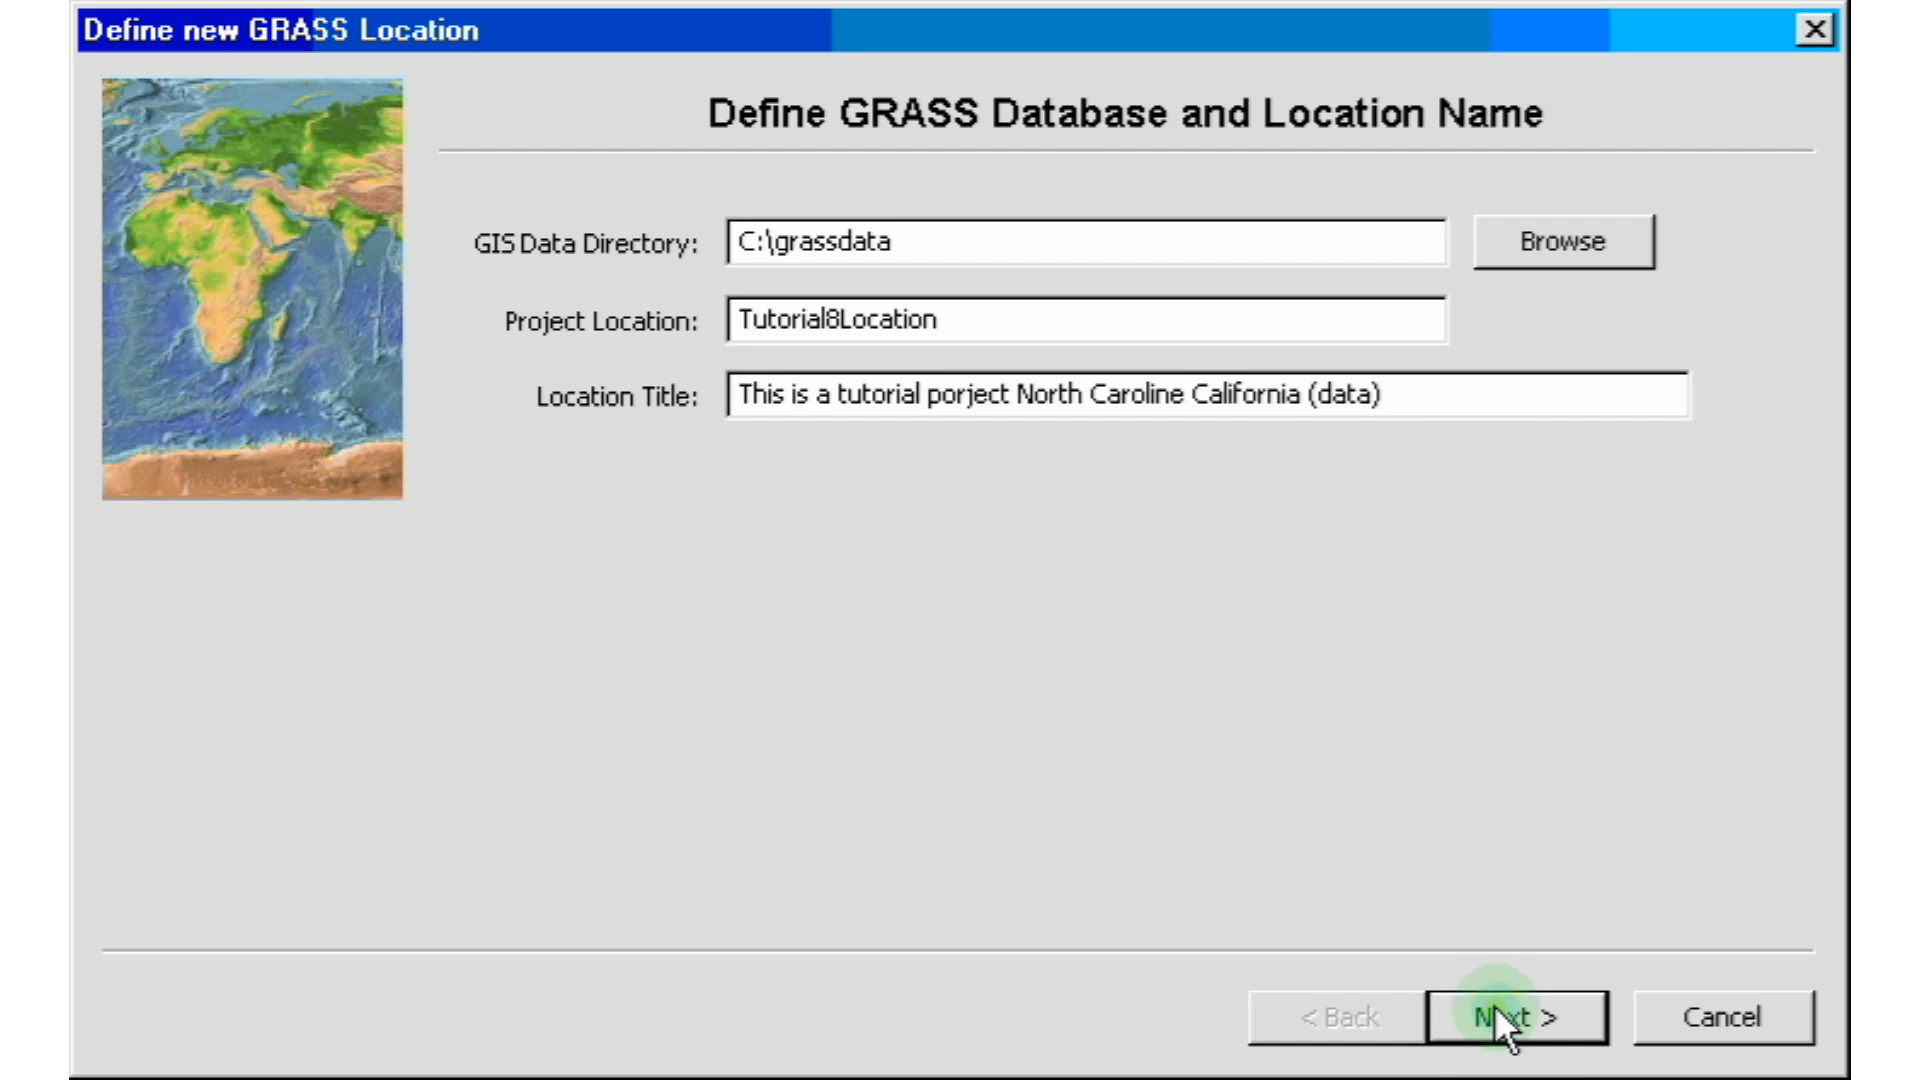 Define new GRASS Location
Define GRASS Database and Location Name
GIS Data Directory: C:\grassdata Browse
Project Location: Tutorial8Location
Location Title: This is a tutorial porject North Caroline California (data)
< Back Next > Cancel